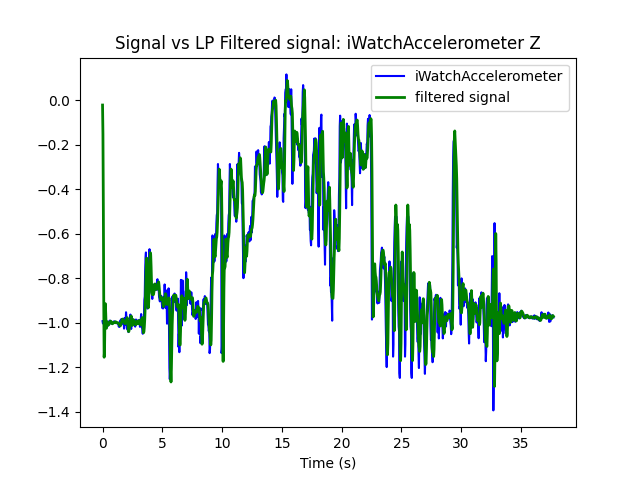 Signal vs LP Filtered signal: iWatchAccelerometer Z
iWatchAccelerometer
filtered signal
0.0
−0.2
−0.4
−0.6
−0.8
−1.0
−1.2
−1.4
0 5 10 15 20 25 30 35
Time (s)